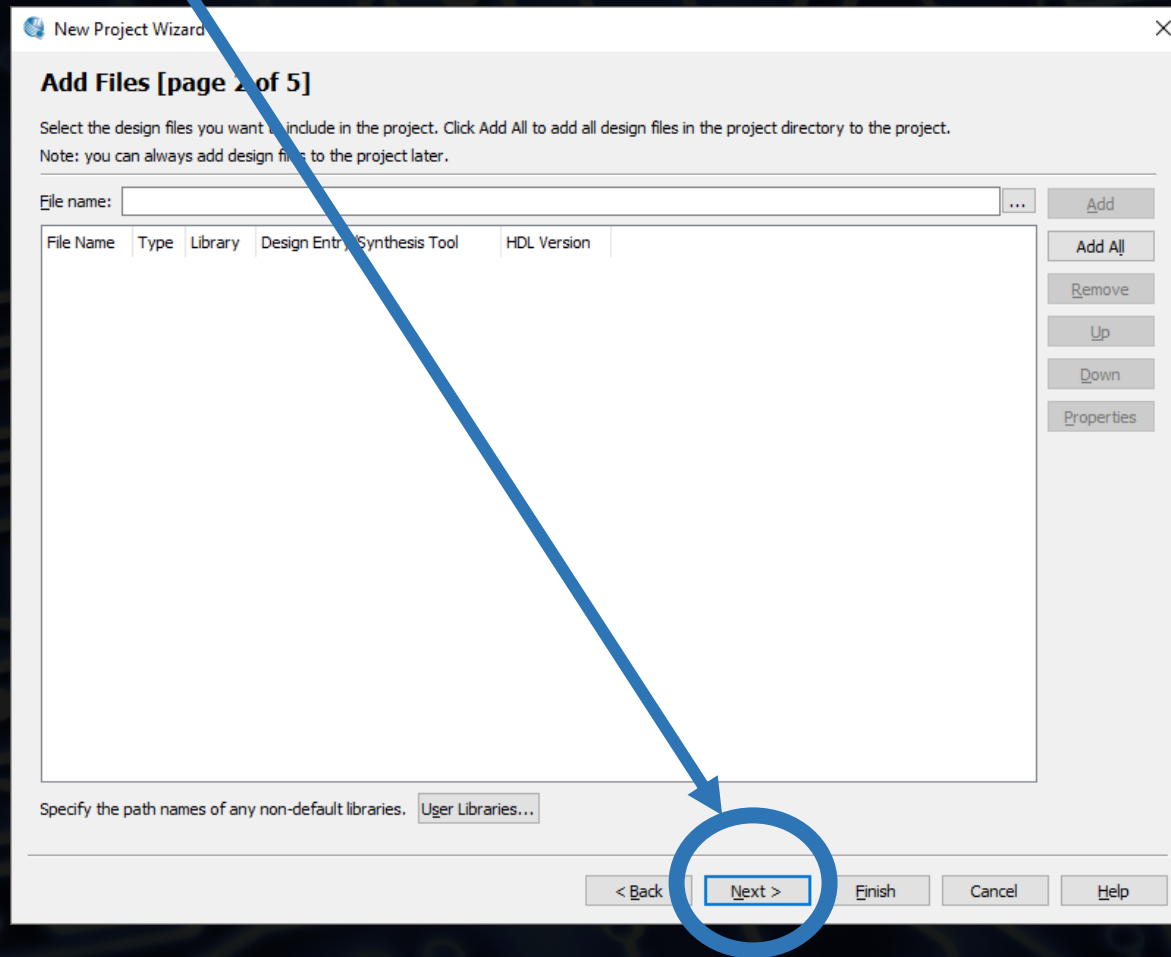 New Project Wizard
Add Files [page 2 of 5]
Select the design files you want to include in the project. Click Add All to add all design files in the project directory to the project.
Note: you can always add design files to the project later.
File name: ... Add
File Name Type Library Design Entry/Synthesis Tool HDL Version Add All
Remove
Up
Down
Properties
Specify the path names of any non-default libraries. User Libraries...
< Back Next > Finish Cancel Help